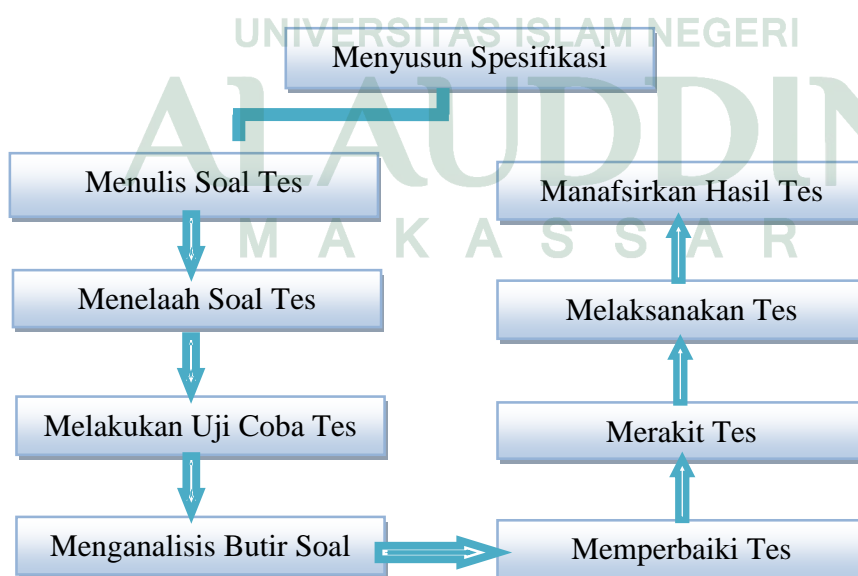 UNIVERSITAS ISLAM NEGERI
Menyusun Spesifikasi
ALAUDDIN
Menulis Soal Tes
Manafsirkan Hasil Tes
MAKASSAR
Menelaah Soal Tes
Melaksanakan Tes
Melakukan Uji Coba Tes
Merakit Tes
Menganalisis Butir Soal
Memperbaiki Tes